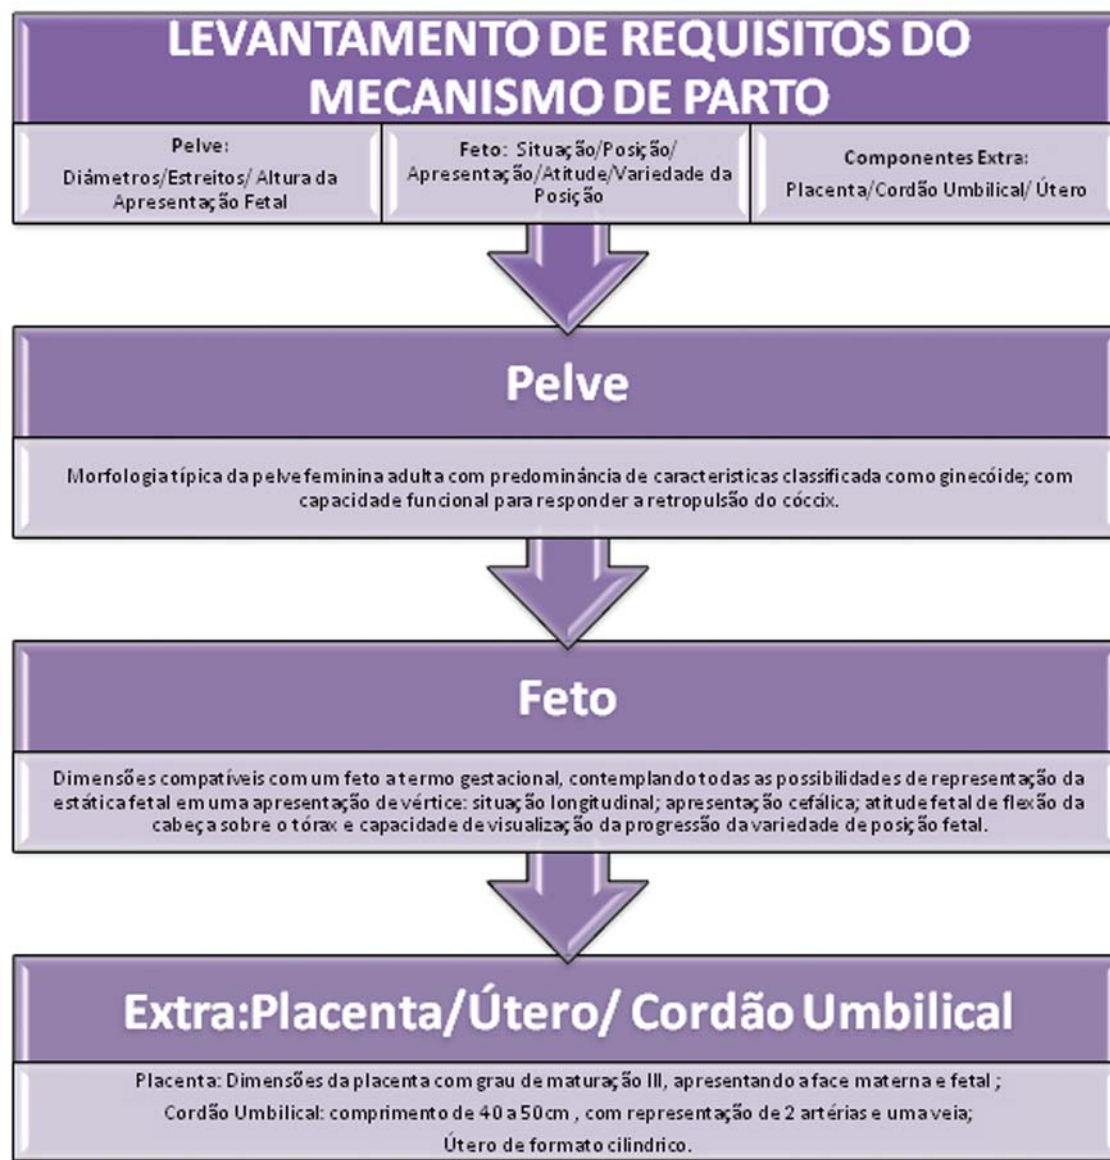 LEVANTAMENTO DE REQUISITOS DO
MECANISMO DE PARTO
Pelve:
Diâmetros/Estreitos/ Altura da
Apresentação Fetal
Feto: Situação/Posição/
Apresentação/Atitude/Variedade da
Posição
Componentes Extra:
Placenta/Cordão Umbilical/ Útero
Pelve
Morfologia típica da pelve feminina adulta com predominância de caracteristicas classificada como ginecóide; com
capacidade funcional para responder a retropulsão do cóccix.
Feto
Dimensões compatíveis com um feto a termo gestacional, contemplando todas as possibilidades de representação da
estática fetal em uma apresentação de vértice: situação longitudinal; apresentação cefálica; atitude fetal de flexão da
cabeça sobre o tórax e capacidade de visualização da progressão da variedade de posição fetal.
Extra:Placenta/Útero/ Cordão Umbilical
Placenta: Dimensões da placenta com grau de maturação III, apresentando a face materna e fetal ;
Cordão Umbilical: comprimento de 40 a 50cm , com representação de 2 artérias e uma veia;
Útero de formato cilindrico.